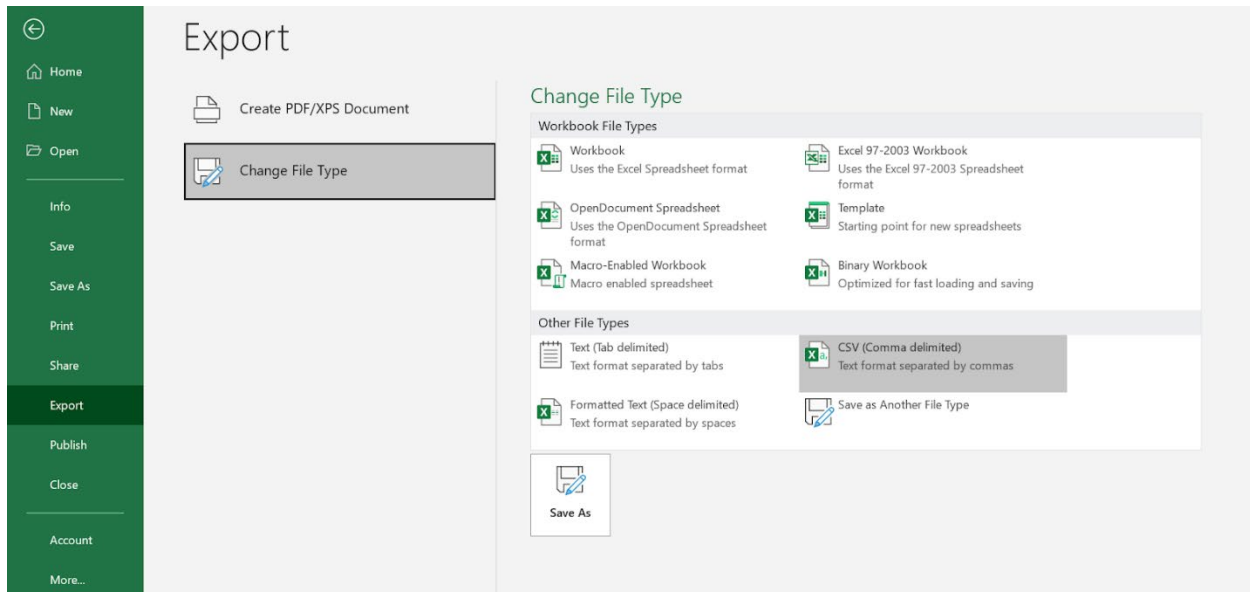 Export
Home
New
Open
Info
Save
Save As
Print
Share
Export
Publish
Close
Account
More...
Create PDF/XPS Document
Change File Type
Change File Type
Workbook File Types
Workbook
Uses the Excel Spreadsheet format
Excel 97-2003 Workbook
Uses the Excel 97-2003 Spreadsheet
format
OpenDocument Spreadsheet
Uses the OpenDocument Spreadsheet
format
Template
Starting point for new spreadsheets
Macro-Enabled Workbook
Macro enabled spreadsheet
Binary Workbook
Optimized for fast loading and saving
Other File Types
Text (Tab delimited)
Text format separated by tabs
CSV (Comma delimited)
Text format separated by commas
Formatted Text (Space delimited)
Text format separated by spaces
Save as Another File Type
Save As